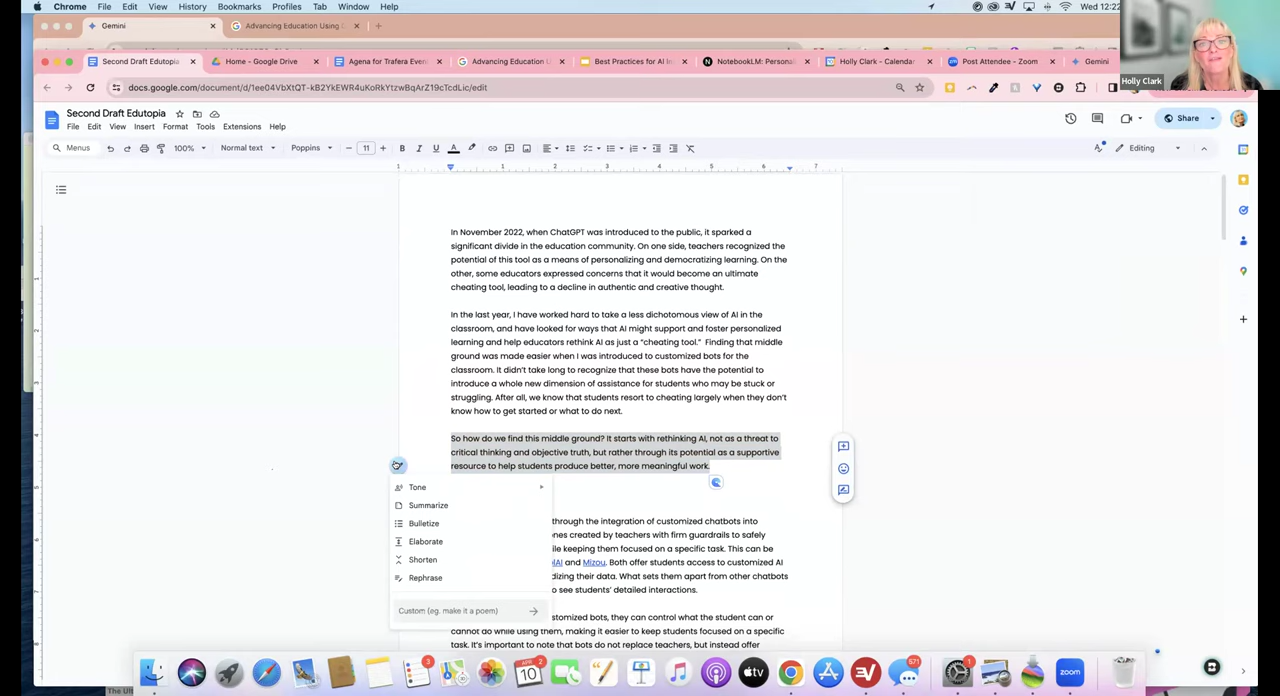 Chrome File Edit View History Bookmarks Profiles Tab Window Help Wed 12:22
Gemini Advancing Education Using G
Second Draft Edutopia Home - Google Drive Agena for Trafera Even Advancing Education U Best Practices for AI In NotebookLM: Persona Holly Clark - Calendar Post Attendee - Zoom Gemini
Holly Clark
docs.google.com/document/d/1ee04VbXtQT-kB2YkEWR4uKoRkYtzwBqArZ19cTcdLic/edit
Second Draft Edutopia
File Edit View Insert Format Tools Extensions Help
Share
Menus 100% Normal text Poppins 11 Editing
In November 2022, when ChatGPT was introduced to the public, it sparked a
significant divide in the education community. On one side, teachers recognized the
potential of this tool as a means of personalizing and democratizing learning. On the
other, some educators expressed concerns that it would become an ultimate
cheating tool, leading to a decline in authentic and creative thought.
In the last year, I have worked hard to take a less dichotomous view of AI in the
classroom, and have looked for ways that AI might support and foster personalized
learning and help educators rethink AI as just a “cheating tool.” Finding that middle
ground was made easier when I was introduced to customized bots for the
classroom. It didn’t take long to recognize that these bots have the potential to
introduce a whole new dimension of assistance for students who may be stuck or
struggling. After all, we know that students resort to cheating largely when they don’t
know how to get started or what to do next.
So how do we find this middle ground? It starts with rethinking AI, not as a threat to
critical thinking and objective truth, but rather through its potential as a supportive
resource to help students produce better, more meaningful work.
Tone
Summarize
Bulletize
Elaborate
Shorten
Rephrase
Custom (eg. make it a poem)
through the integration of customized chatbots into
ones created by teachers with firm guardrails to safely
while keeping them focused on a specific task. This can be
and Mizou. Both offer students access to customized AI
What sets them apart from other chatbots
to see students’ detailed interactions.
customized bots, they can control what the student can or
cannot do while using them, making it easier to keep students focused on a specific
task. It’s important to note that bots do not replace teachers, but instead offer
3 APR 10 2 571 1
zoom